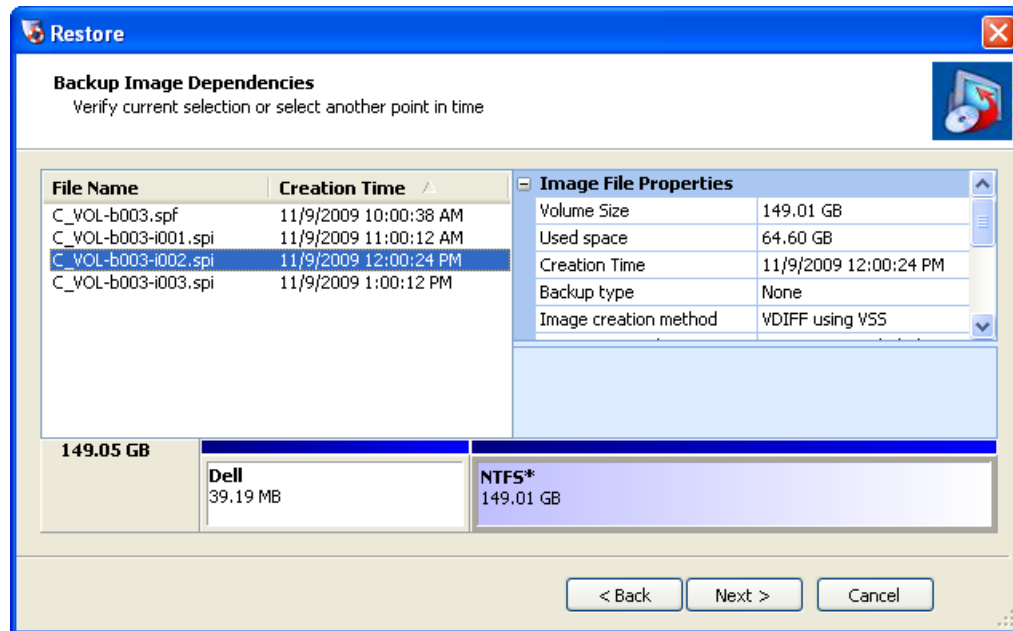 Restore
Backup Image Dependencies
Verify current selection or select another point in time
File Name Creation Time
C_VOL-b003.spf 11/9/2009 10:00:38 AM
C_VOL-b003-i001.spi 11/9/2009 11:00:12 AM
C_VOL-b003-i002.spi 11/9/2009 12:00:24 PM
C_VOL-b003-i003.spi 11/9/2009 1:00:12 PM
Image File Properties
Volume Size 149.01 GB
Used space 64.60 GB
Creation Time 11/9/2009 12:00:24 PM
Backup type None
Image creation method VDIFF using VSS
149.05 GB
Dell
39.19 MB
NTFS*
149.01 GB
< Back Next > Cancel